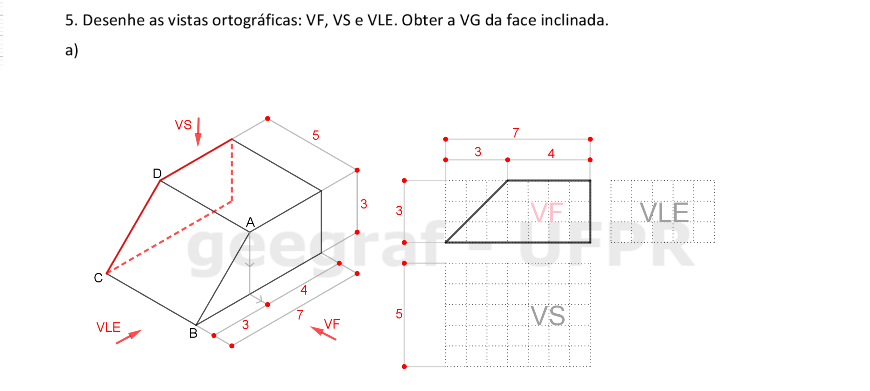 5. Desenhe as vistas ortográficas: VF, VS e VLE. Obter a VG da face inclinada.
a)
VS
5
7
D
3
4
A
3
3
VF
VLE
geegraf - UFPR
C
4
5
VS
VLE
3
7
VF
B